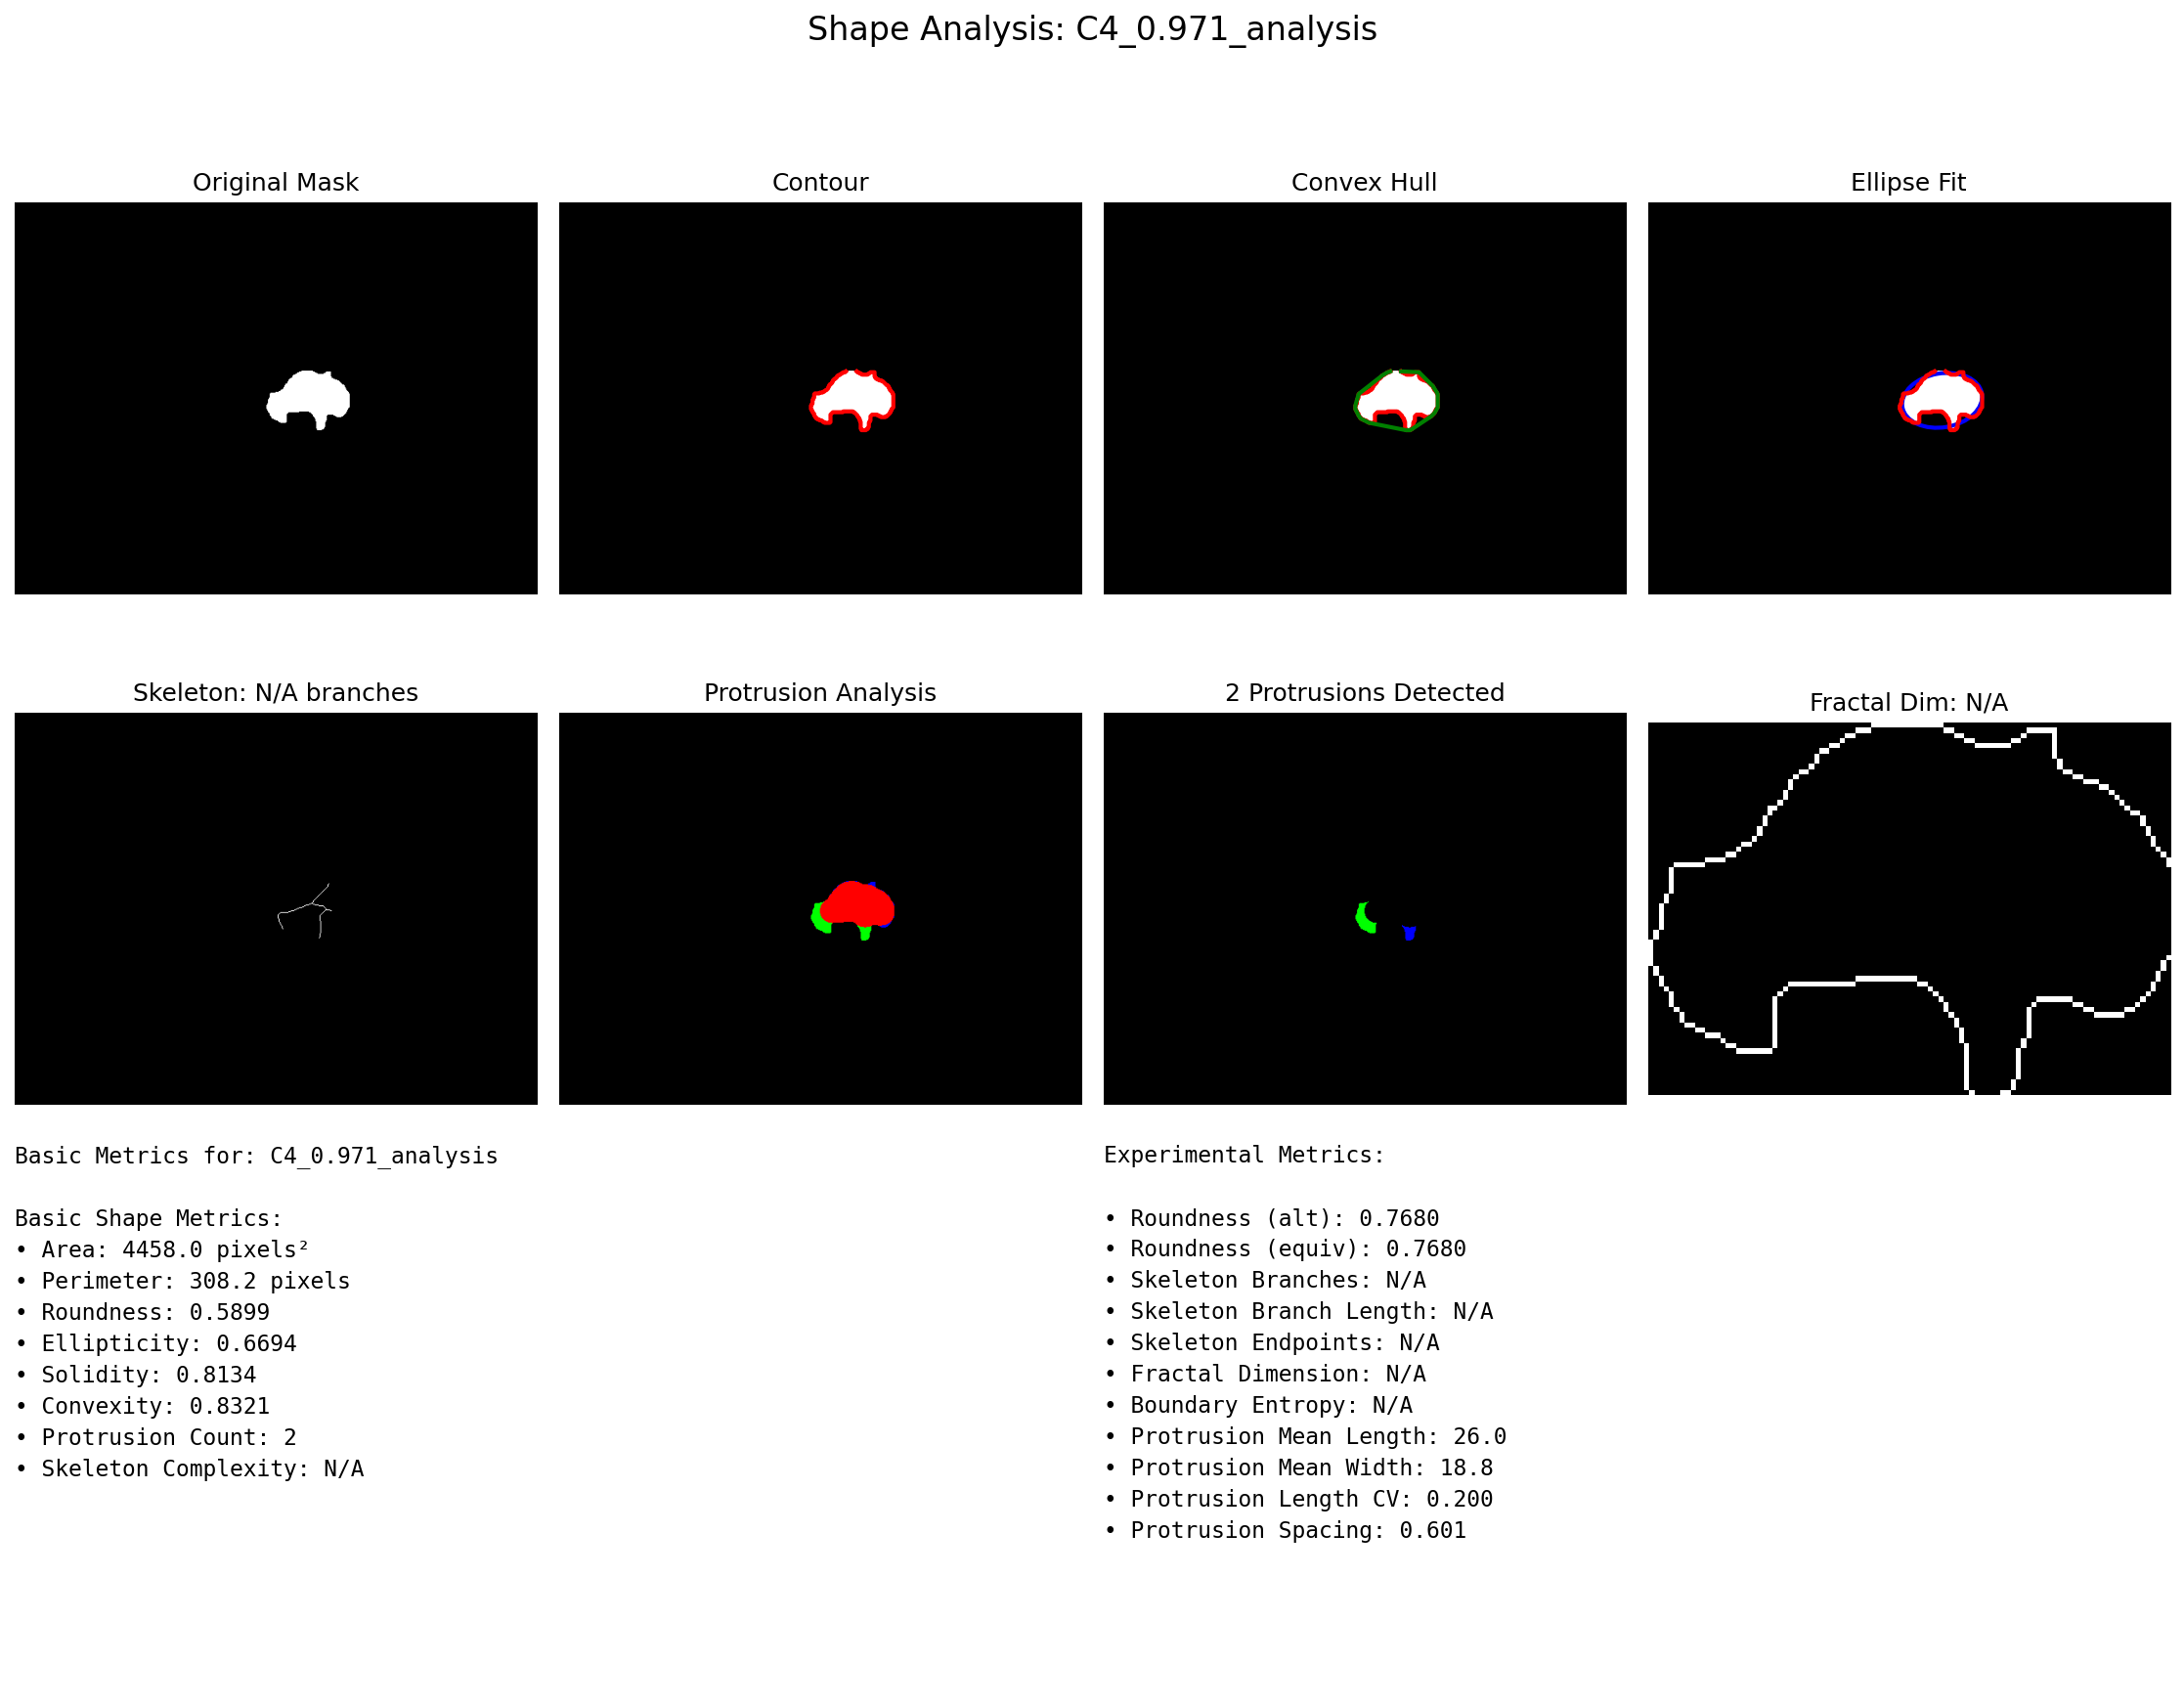 Shape Analysis: C4_0.971_analysis
Original Mask
Contour
Convex Hull
Ellipse Fit
Skeleton: N/A branches
Protrusion Analysis
2 Protrusions Detected
Fractal Dim: N/A
Basic Metrics for: C4_0.971_analysis
Basic Shape Metrics:
• Area: 4458.0 pixels²
• Perimeter: 308.2 pixels
• Roundness: 0.5899
• Ellipticity: 0.6694
• Solidity: 0.8134
• Convexity: 0.8321
• Protrusion Count: 2
• Skeleton Complexity: N/A
Experimental Metrics:
• Roundness (alt): 0.7680
• Roundness (equiv): 0.7680
• Skeleton Branches: N/A
• Skeleton Branch Length: N/A
• Skeleton Endpoints: N/A
• Fractal Dimension: N/A
• Boundary Entropy: N/A
• Protrusion Mean Length: 26.0
• Protrusion Mean Width: 18.8
• Protrusion Length CV: 0.200
• Protrusion Spacing: 0.601